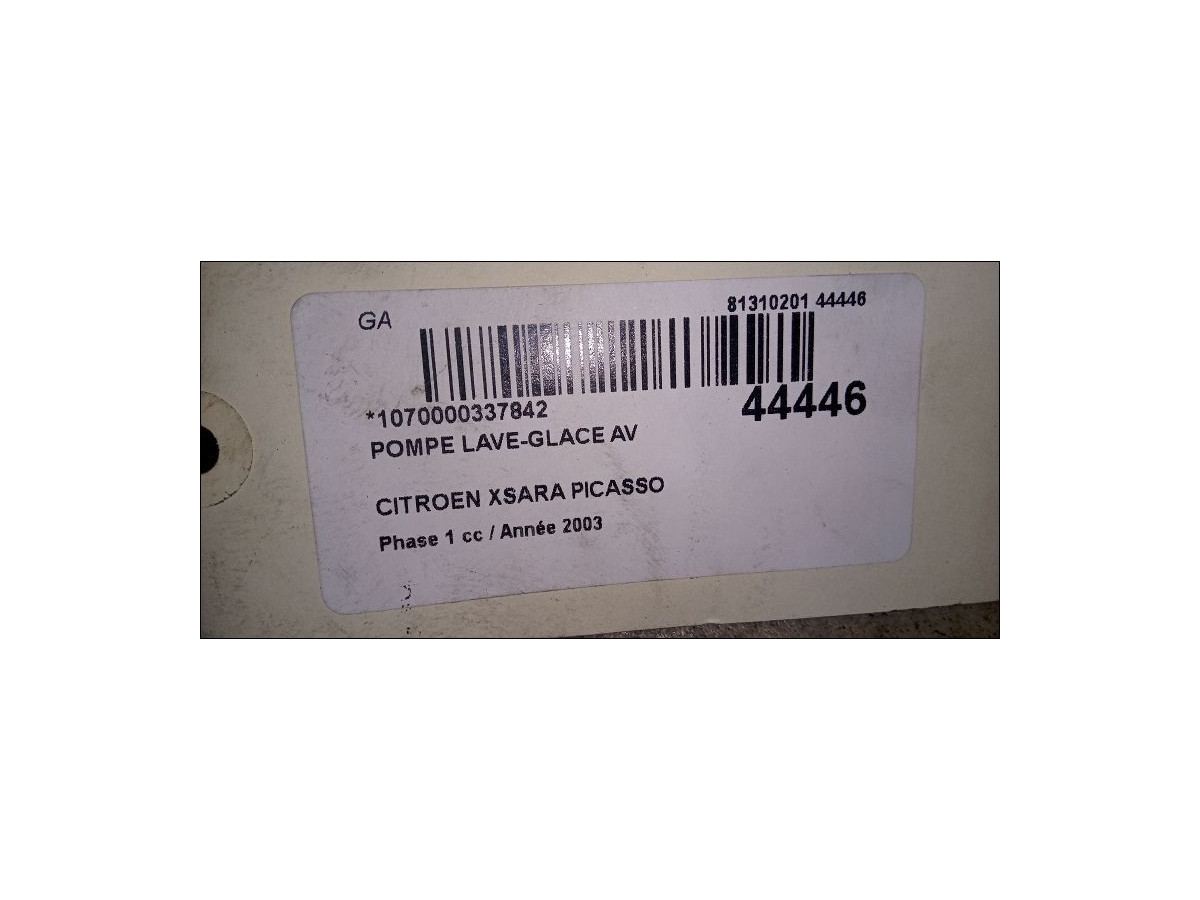 GA
81310201 44446
*1070000337842
44446
POMPE LAVE-GLACE AV
CITROEN XSARA PICASSO
Phase 1 cc / Année 2003